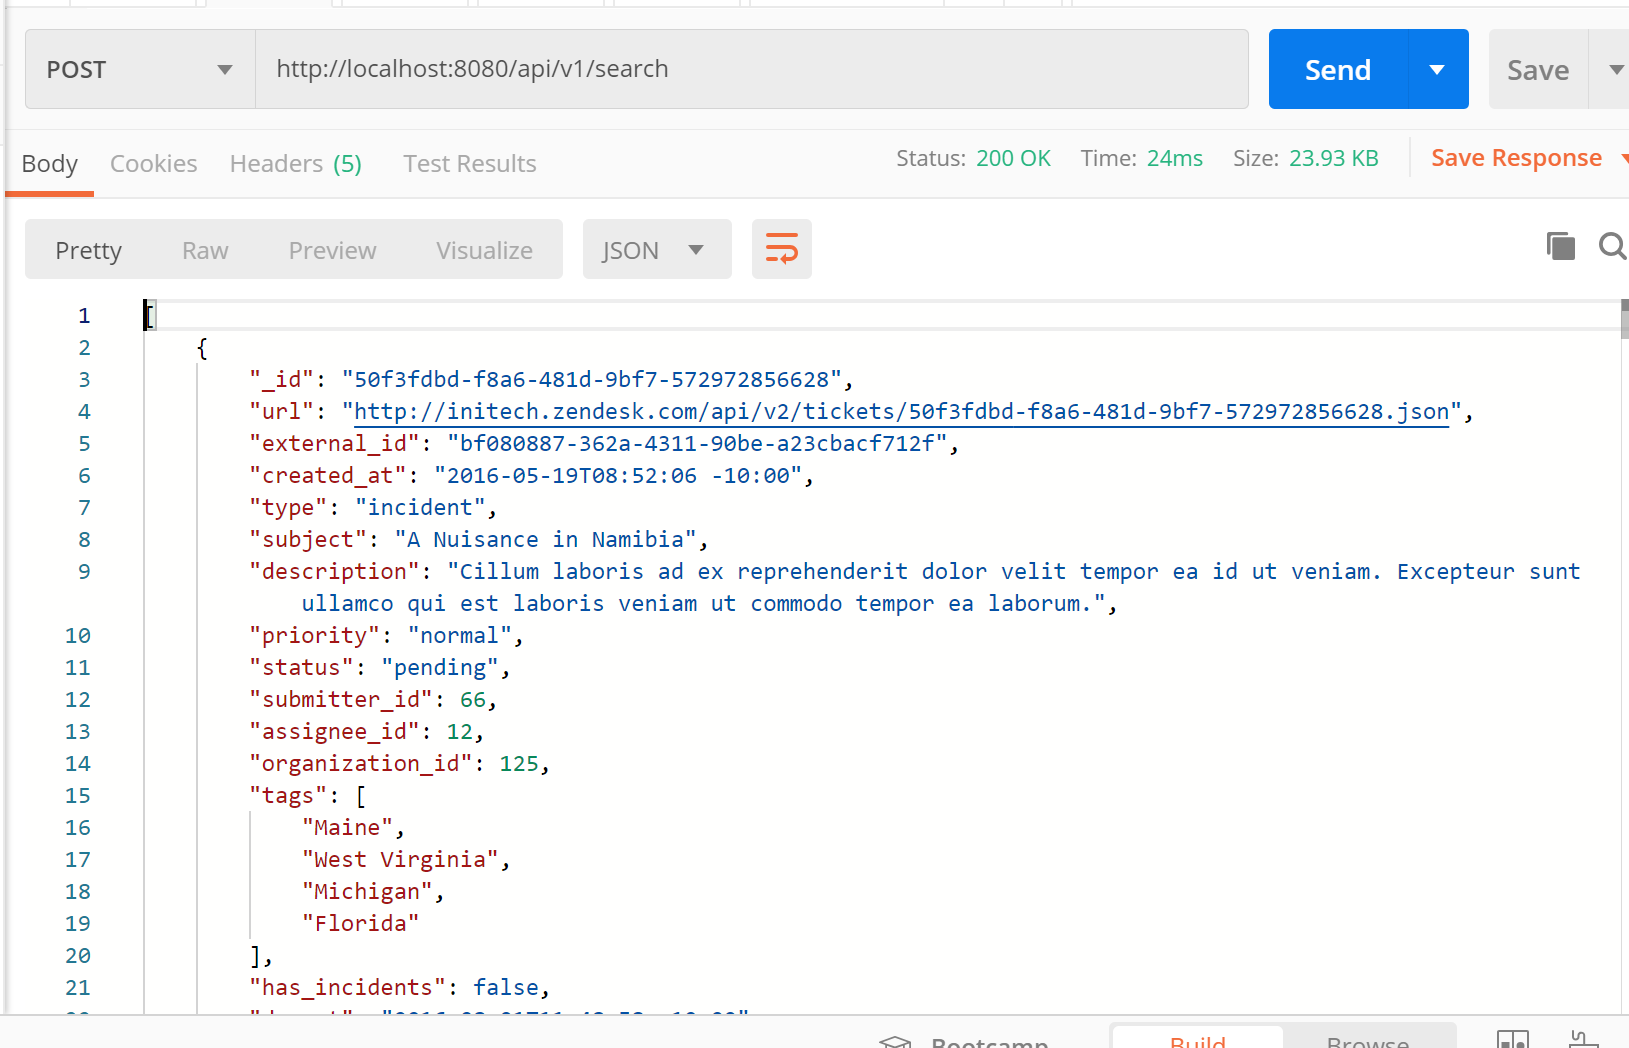 POST http://localhost:8080/api/v1/search Send Save
Body Cookies Headers (5) Test Results Status: 200 OK Time: 24ms Size: 23.93 KB Save Response
Pretty Raw Preview Visualize JSON
1 [
2 {
3 "_id": "50f3fdbd-f8a6-481d-9bf7-572972856628",
4 "url": "http://initech.zendesk.com/api/v2/tickets/50f3fdbd-f8a6-481d-9bf7-572972856628.json",
5 "external_id": "bf080887-362a-4311-90be-a23cbacf712f",
6 "created_at": "2016-05-19T08:52:06 -10:00",
7 "type": "incident",
8 "subject": "A Nuisance in Namibia",
9 "description": "Cillum laboris ad ex reprehenderit dolor velit tempor ea id ut veniam. Excepteur sunt
ullamco qui est laboris veniam ut commodo tempor ea laborum.",
10 "priority": "normal",
11 "status": "pending",
12 "submitter_id": 66,
13 "assignee_id": 12,
14 "organization_id": 125,
15 "tags": [
16 "Maine",
17 "West Virginia",
18 "Michigan",
19 "Florida"
20 ],
21 "has_incidents": false,
Bootcamp Build Browse